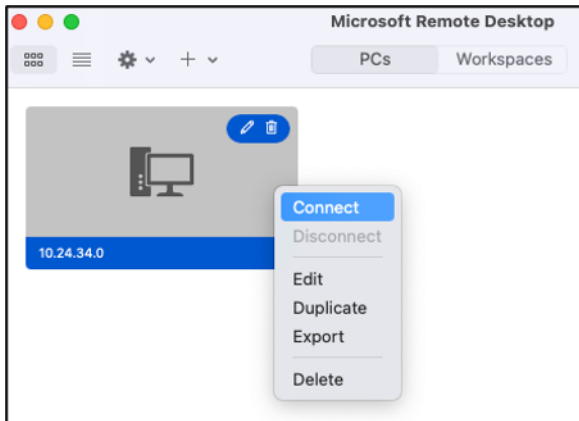 Microsoft Remote Desktop
PCs Workspaces
Connect
Disconnect
10.24.34.0
Edit
Duplicate
Export
Delete